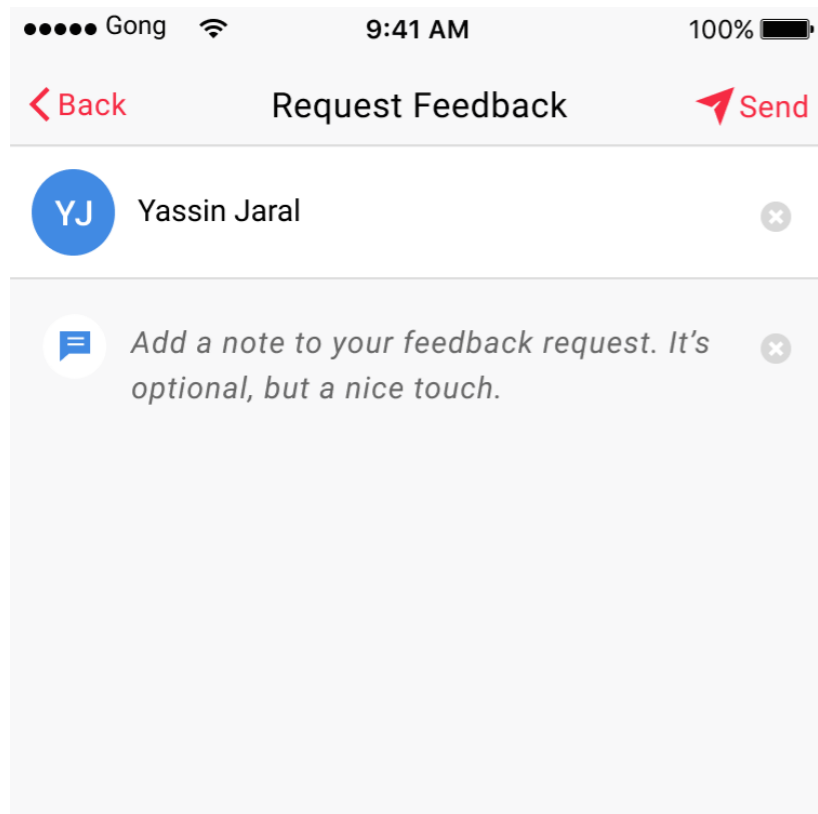 Gong 9:41 AM 100%
Back Request Feedback Send
YJ Yassin Jaral
Add a note to your feedback request. It’s
optional, but a nice touch.